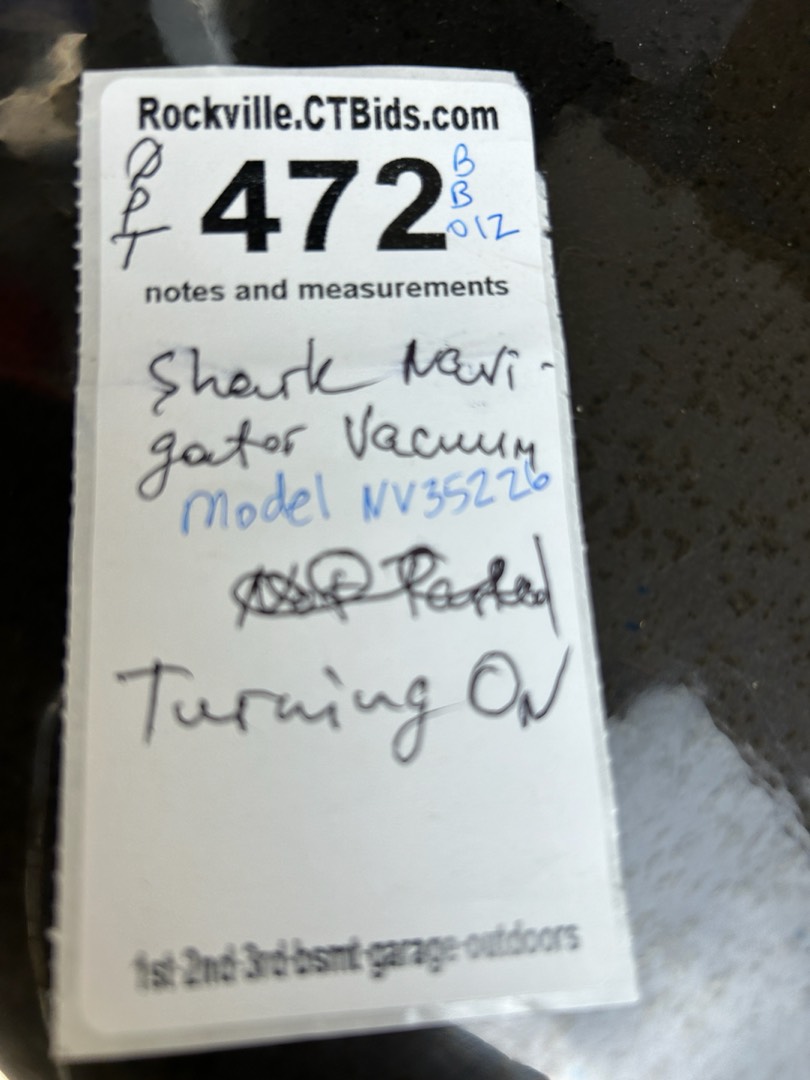 Rockville.CTBids.com
Ø
P
T
472
B
B
012
notes and measurements
Shark Navi-
gator Vacuum
Model NV35226
Turning ON
1st-2nd-3rd-bsmt-garage-outdoors